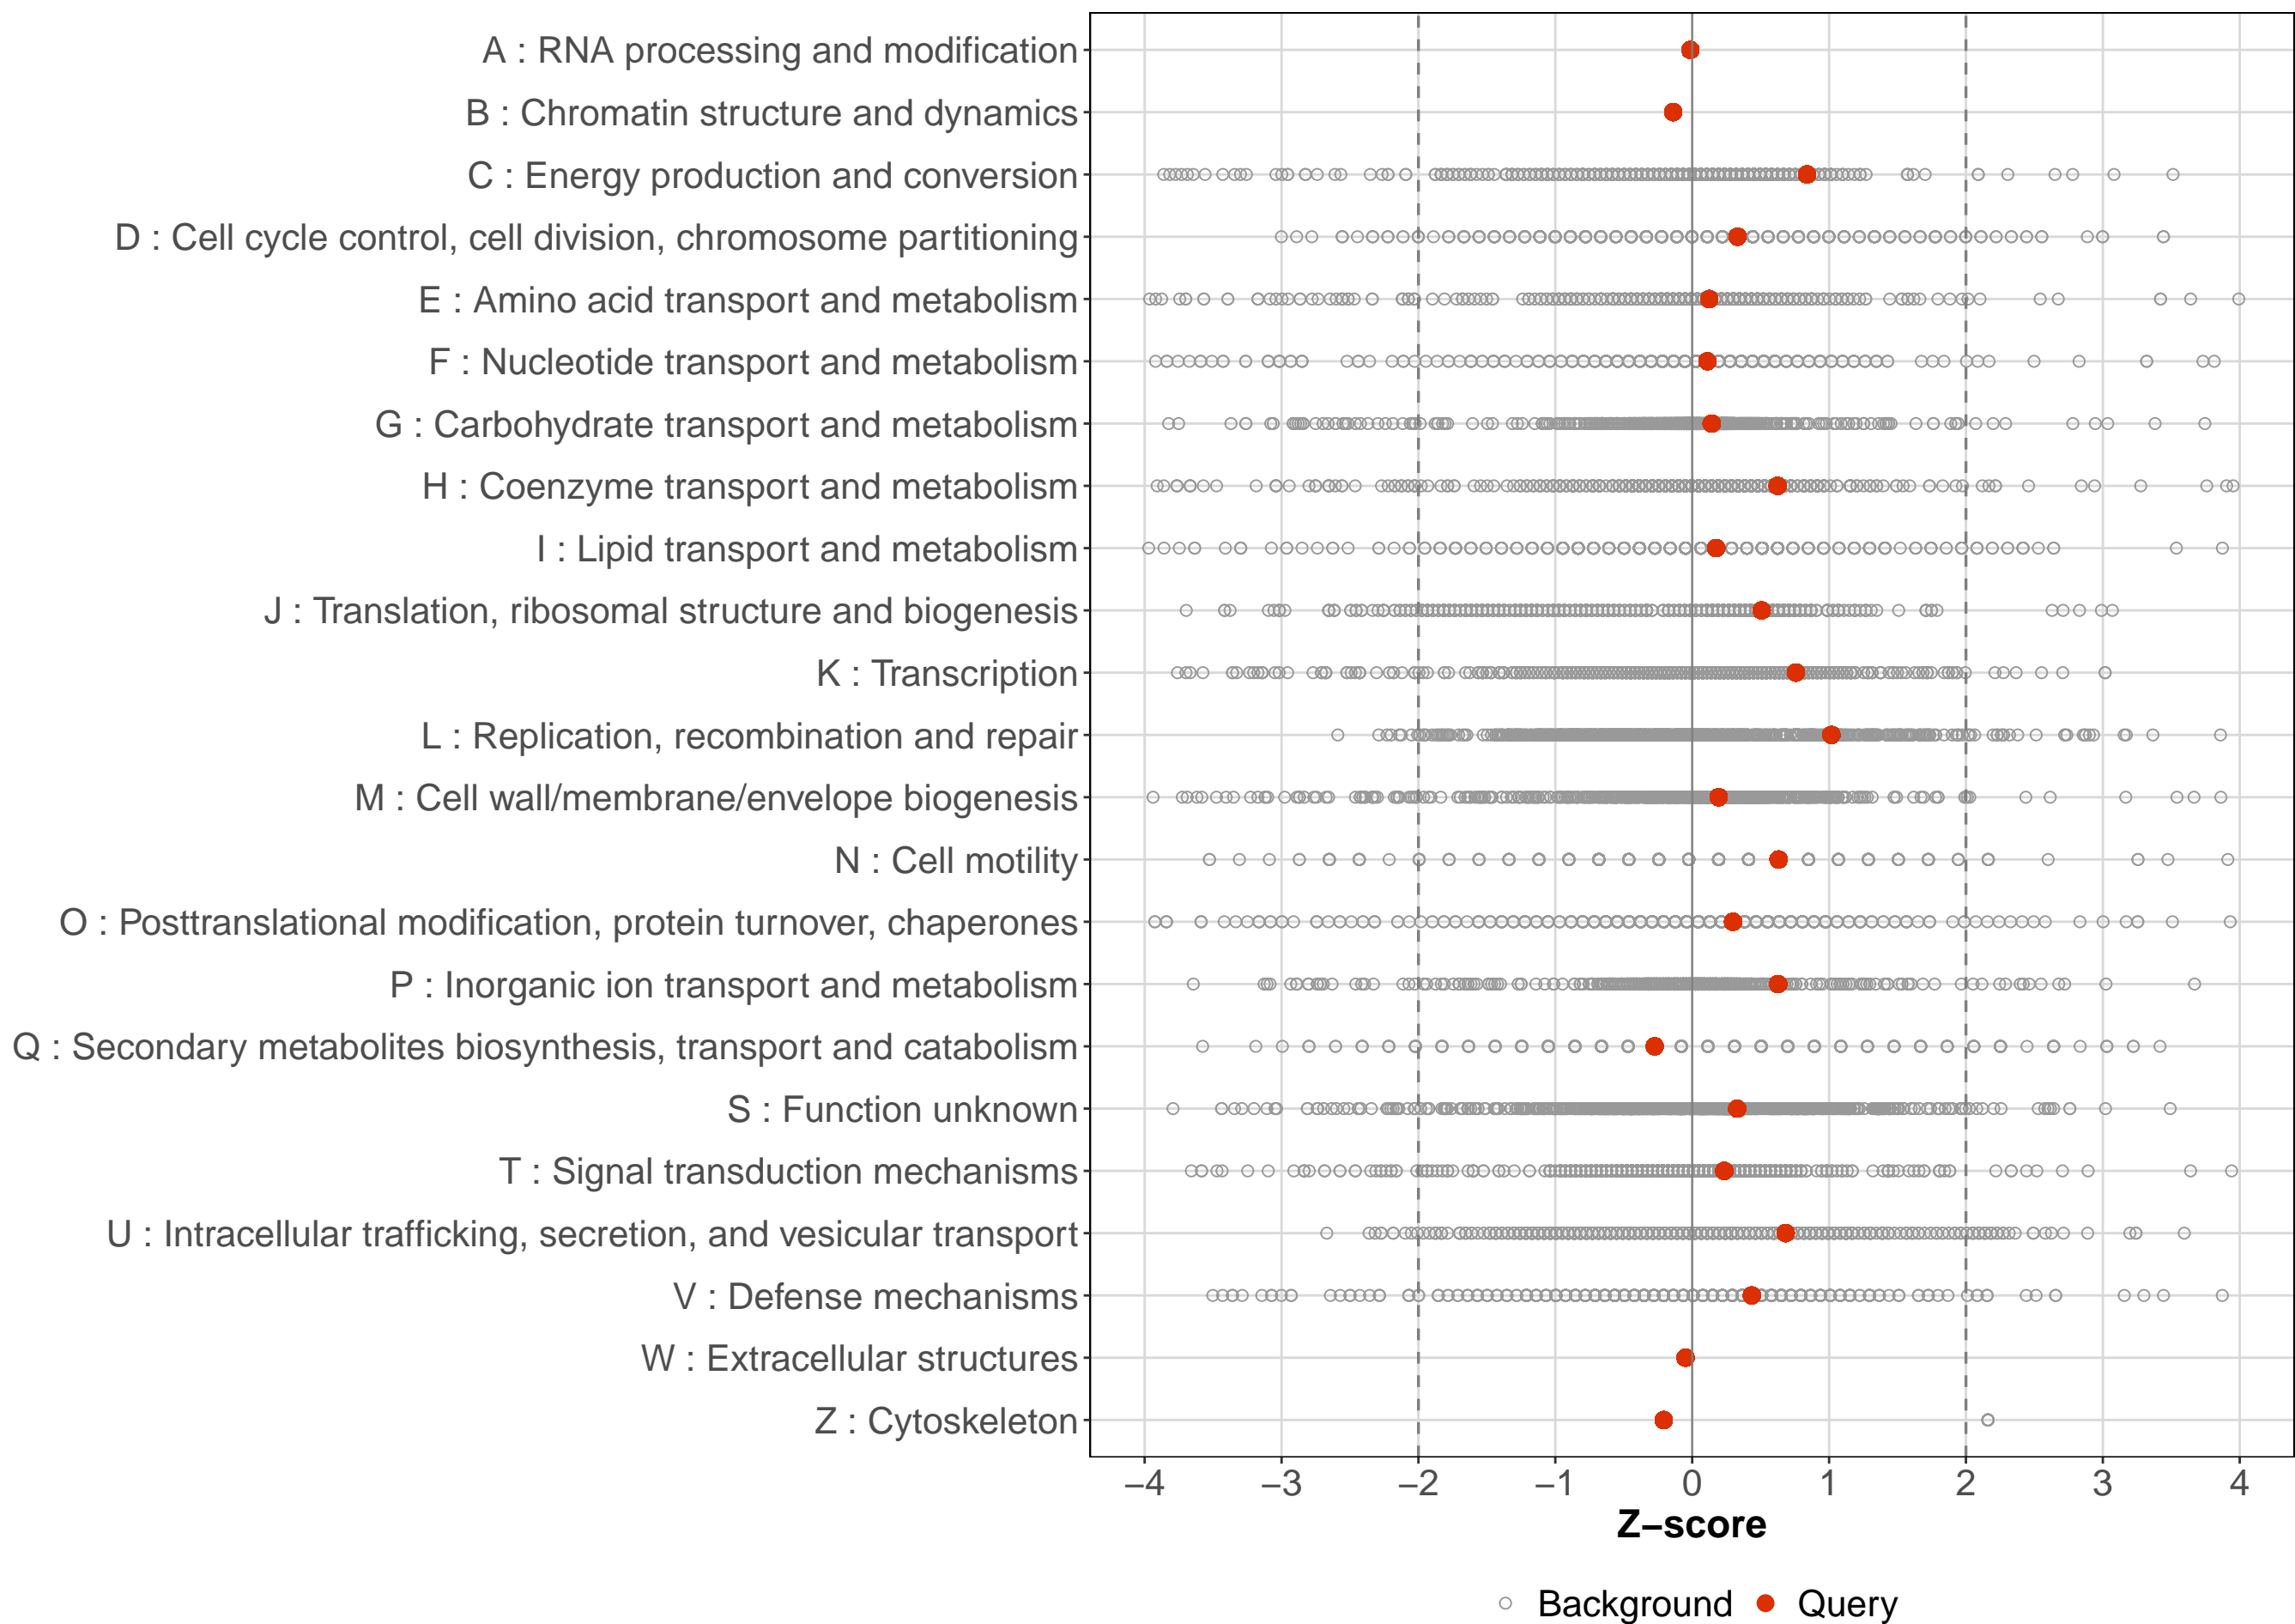 A : RNA processing and modification
B : Chromatin structure and dynamics
C : Energy production and conversion
D : Cell cycle control, cell division, chromosome partitioning
E : Amino acid transport and metabolism
F : Nucleotide transport and metabolism
G : Carbohydrate transport and metabolism
H : Coenzyme transport and metabolism
I : Lipid transport and metabolism
J : Translation, ribosomal structure and biogenesis
K : Transcription
L : Replication, recombination and repair
M : Cell wall/membrane/envelope biogenesis
N : Cell motility
O : Posttranslational modification, protein turnover, chaperones
P : Inorganic ion transport and metabolism
Q : Secondary metabolites biosynthesis, transport and catabolism
S : Function unknown
T : Signal transduction mechanisms
U : Intracellular trafficking, secretion, and vesicular transport
V : Defense mechanisms
W : Extracellular structures
Z : Cytoskeleton
−4 −3 −2 −1 0 1 2 3 4
Z−score
Background Query